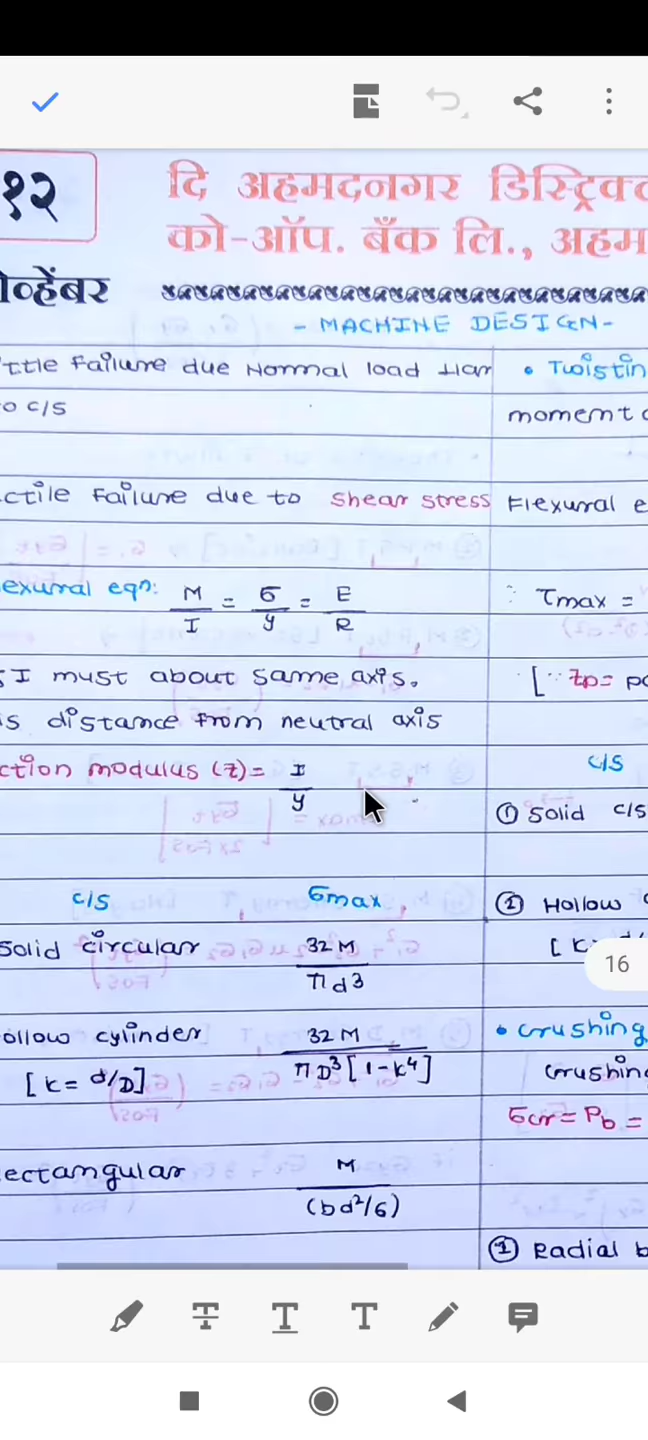 १२
दि अहमदनगर डिस्ट्रिक्ट
को-ऑप. बँक लि., अहम
व्हेंबर
- MACHINE DESIGN -
ttle Failure due Normal load
o c/s
ctile Failure due to shear stress
exural eqn: M/I = σ/y = E/R
I must about same axis.
is distance from neutral axis
ction modulus (z) = I/y
c/s σmax
Solid circular 32M/πd3
ollow cylinder 32M/πD³[1-K⁴]
[K= d/D]
ectangular M/(bd²/6)
• Twistin
moment
Flexural e
∴ τmax =
[∵ zp= po
c/s
① Solid c/s
② Hollow
[K
16
• crushing
crushin
σcr = Pb =
① Radial b